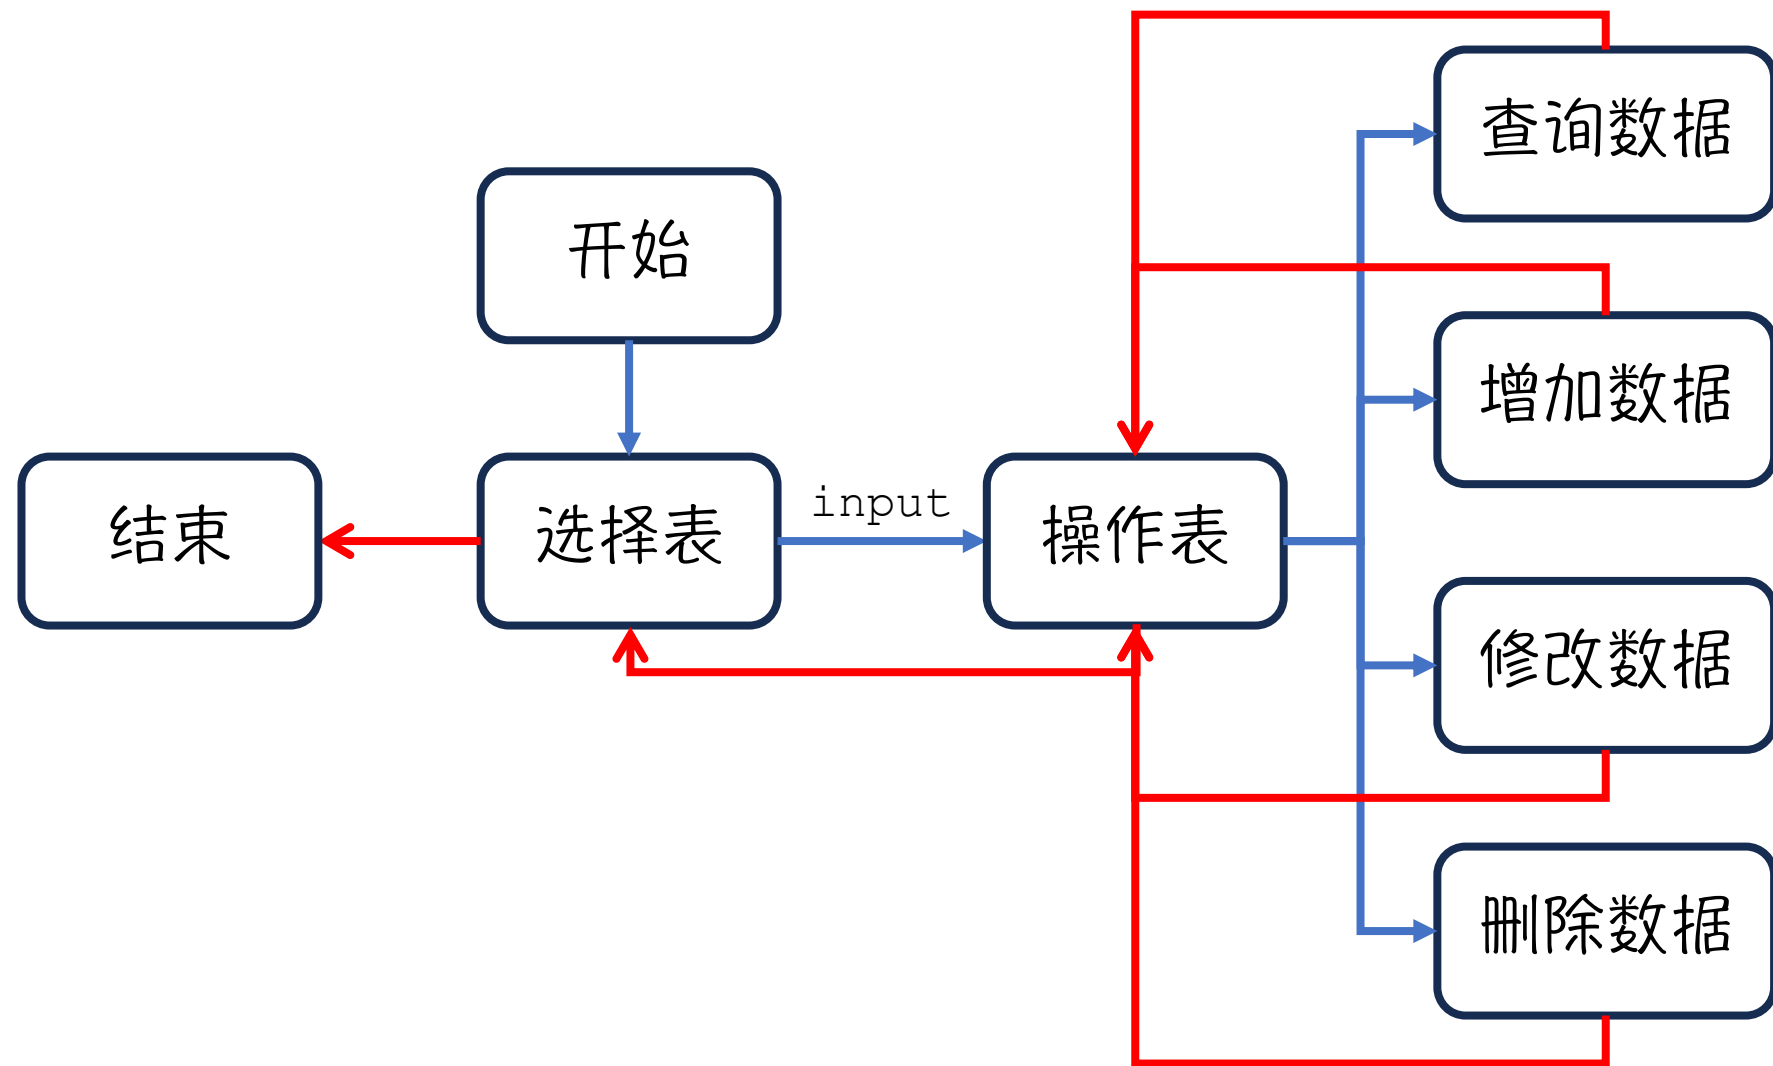 查询数据
开始
增加数据
结束
选择表
input
操作表
修改数据
删除数据